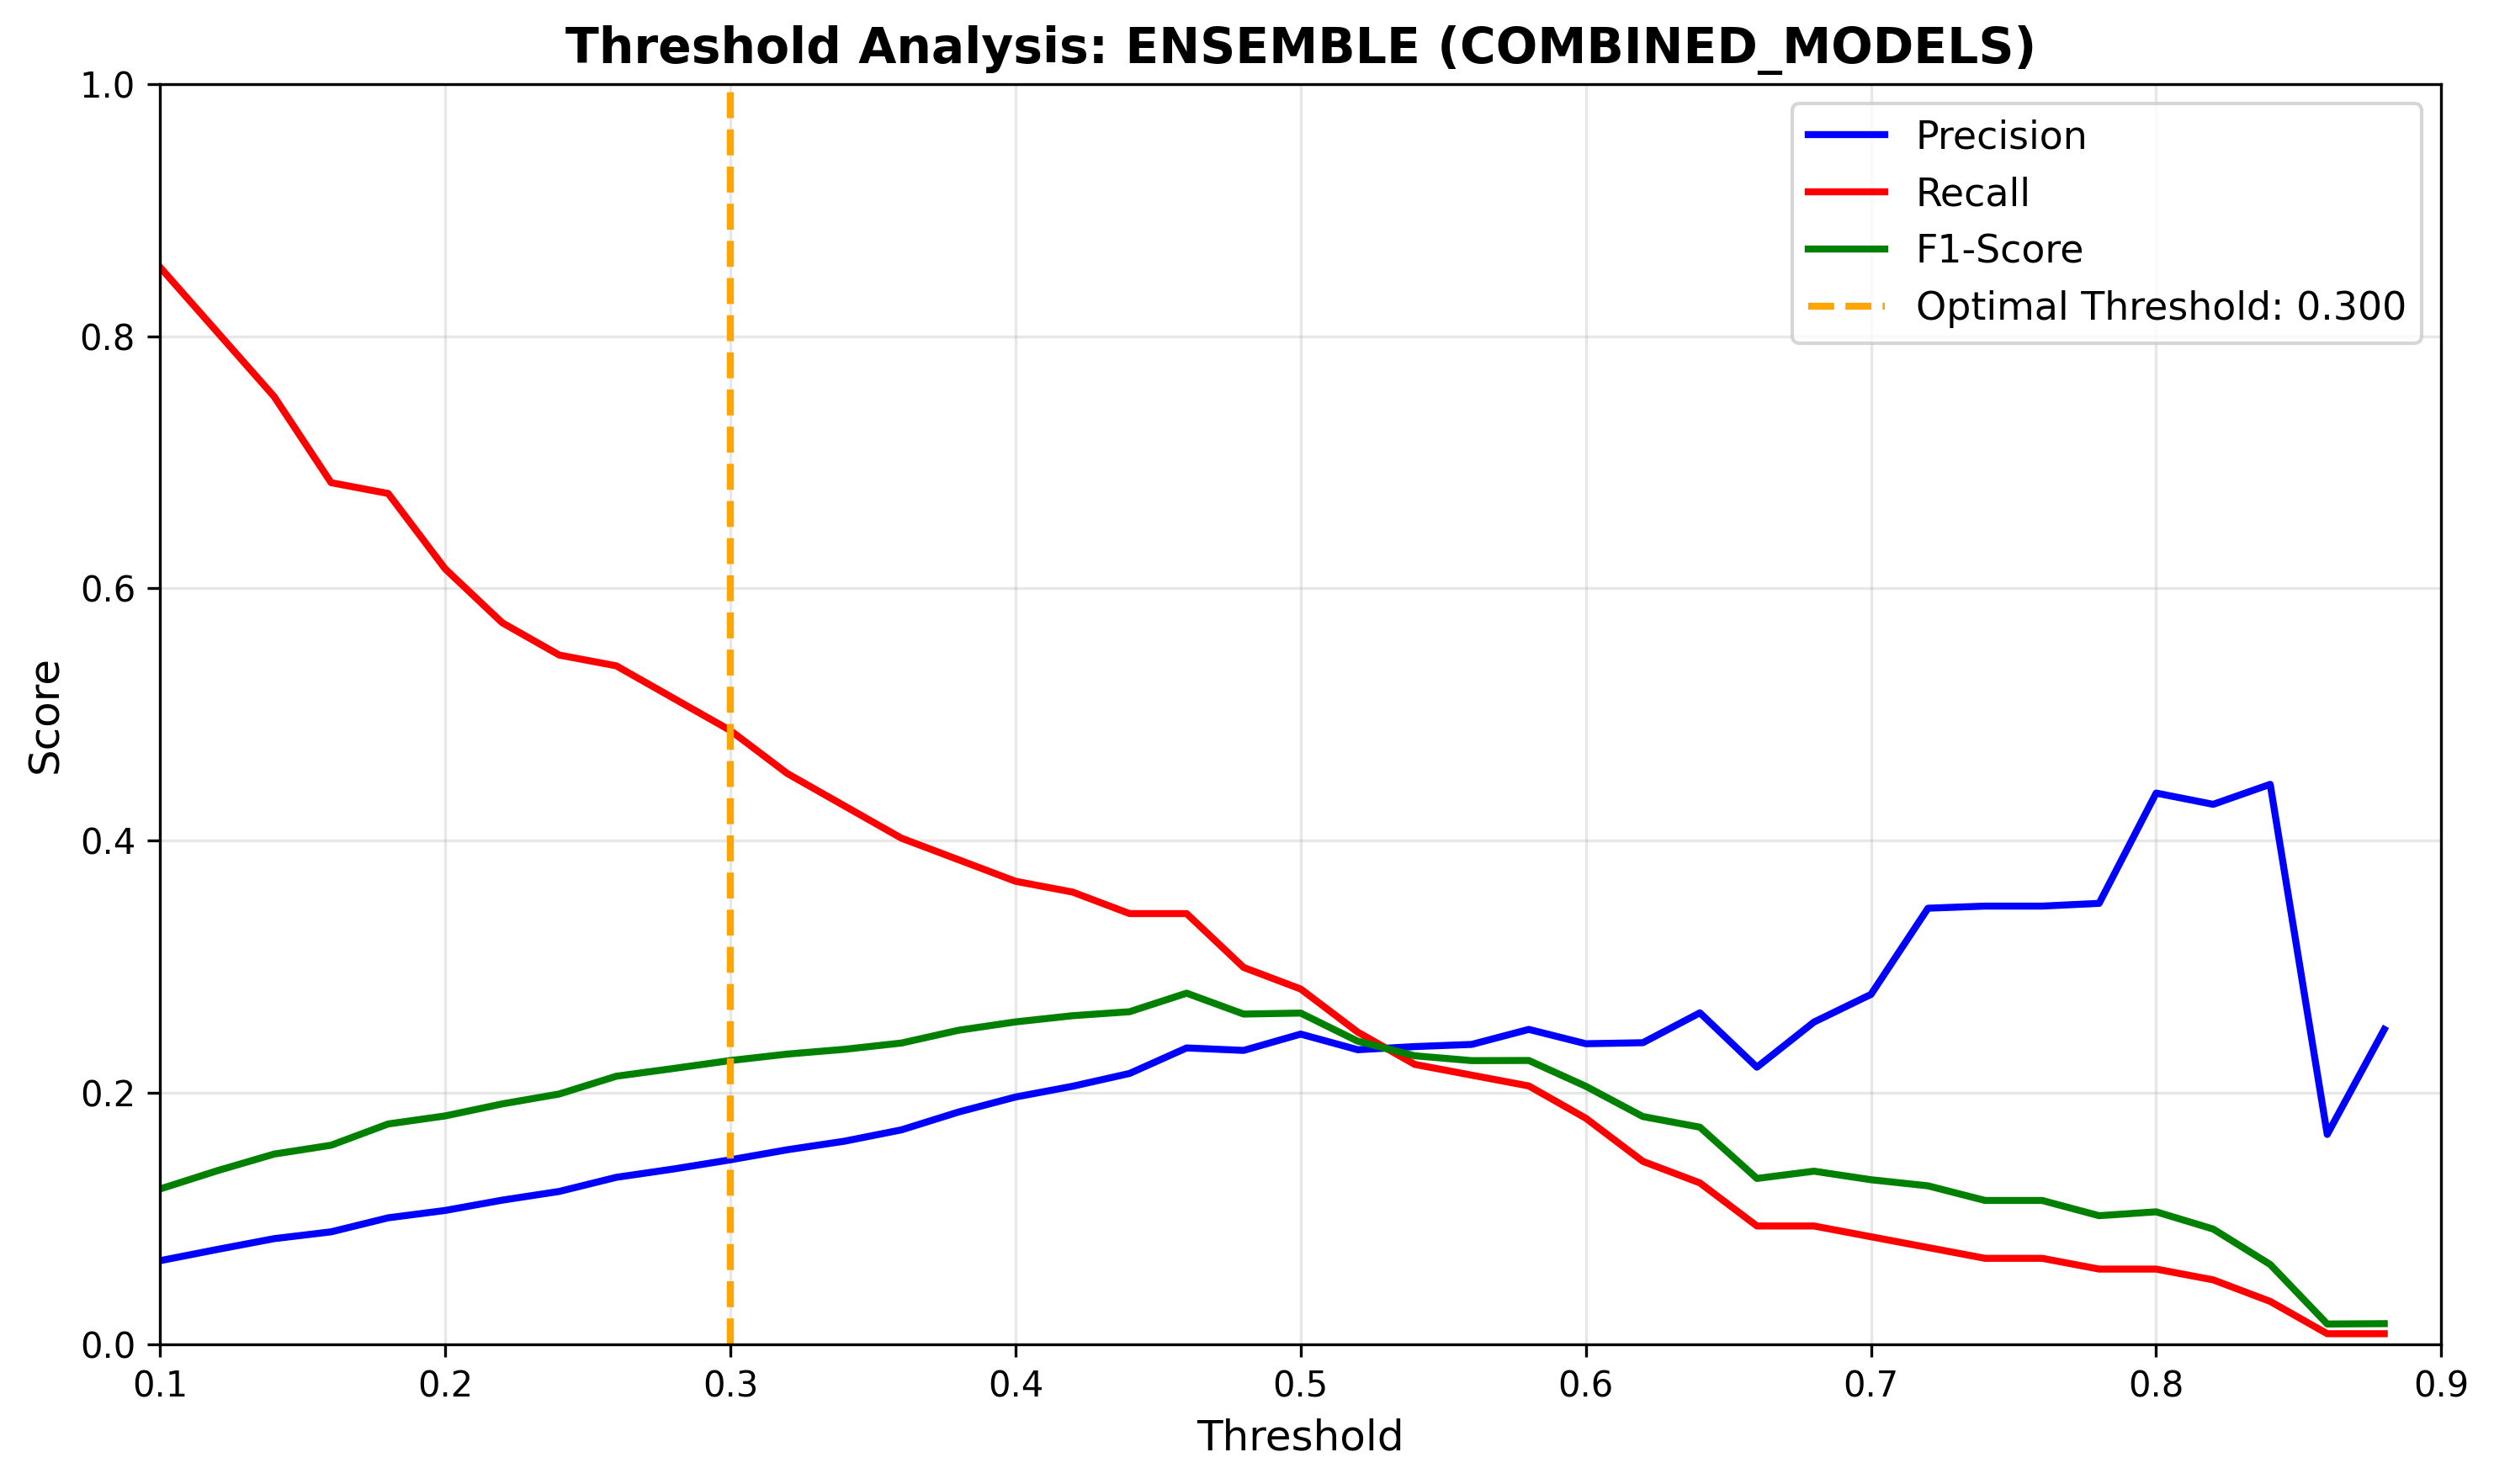 Threshold Analysis: ENSEMBLE (COMBINED_MODELS)
1.0
0.8
0.6
0.4
0.2
0.0
Score
Precision
Recall
F1-Score
Optimal Threshold: 0.300
0.1 0.2 0.3 0.4 0.5 0.6 0.7 0.8 0.9
Threshold